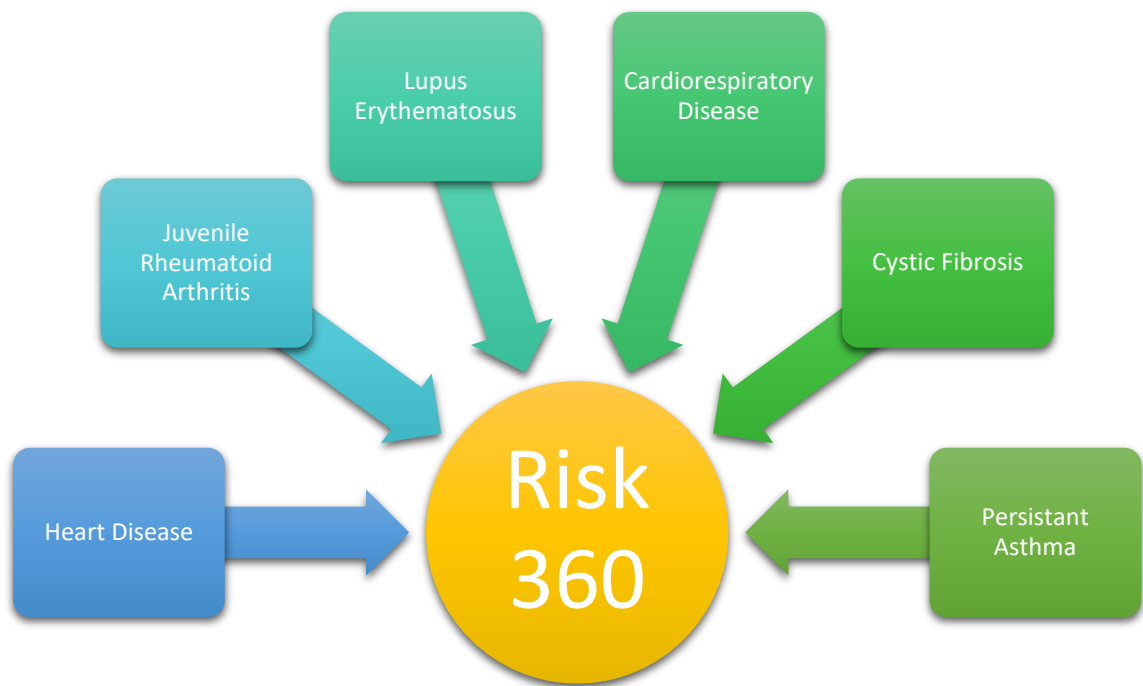 Lupus
Erythematosus
Cardiorespiratory
Disease
Juvenile
Rheumatoid
Arthritis
Cystic Fibrosis
Heart Disease
Risk
360
Persistant
Asthma